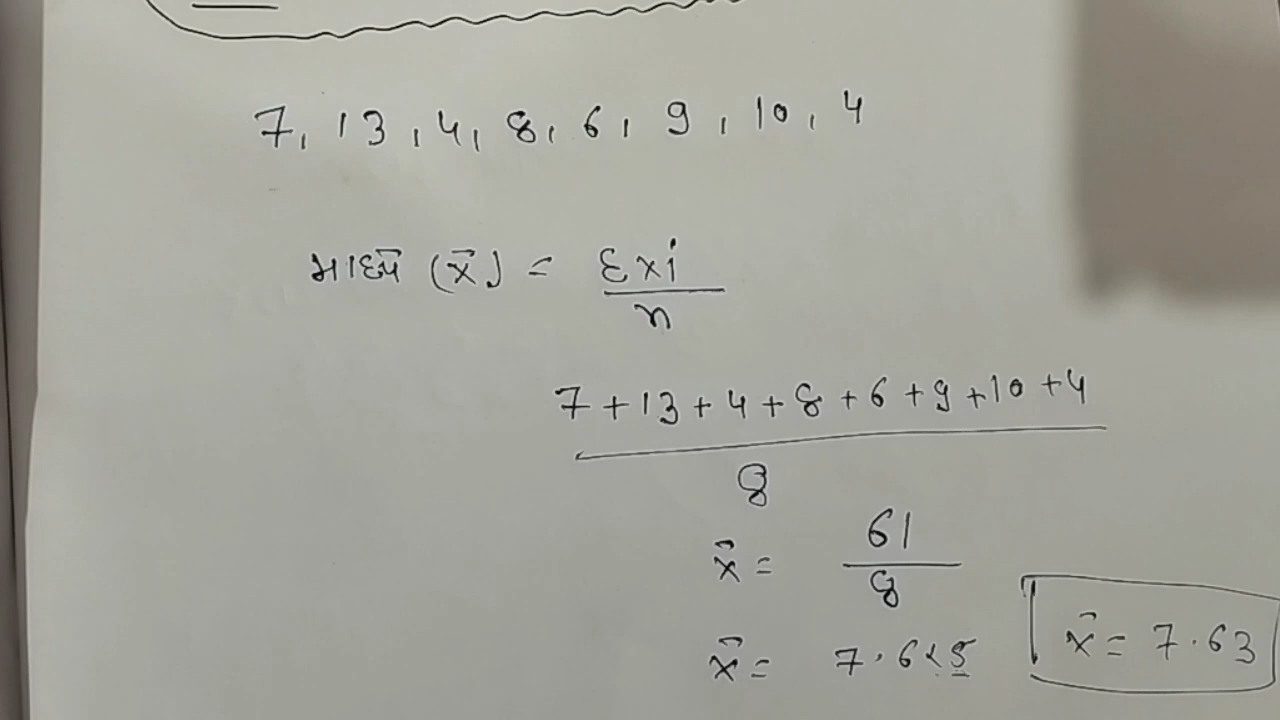 7, 13, 4, 8, 6, 9, 10, 4
माध्य (x̄) = Σxi
n
7+13+4+8+6+9+10+4
8
x̄ = 61
8
x̄ = 7.625
x̄ = 7.63